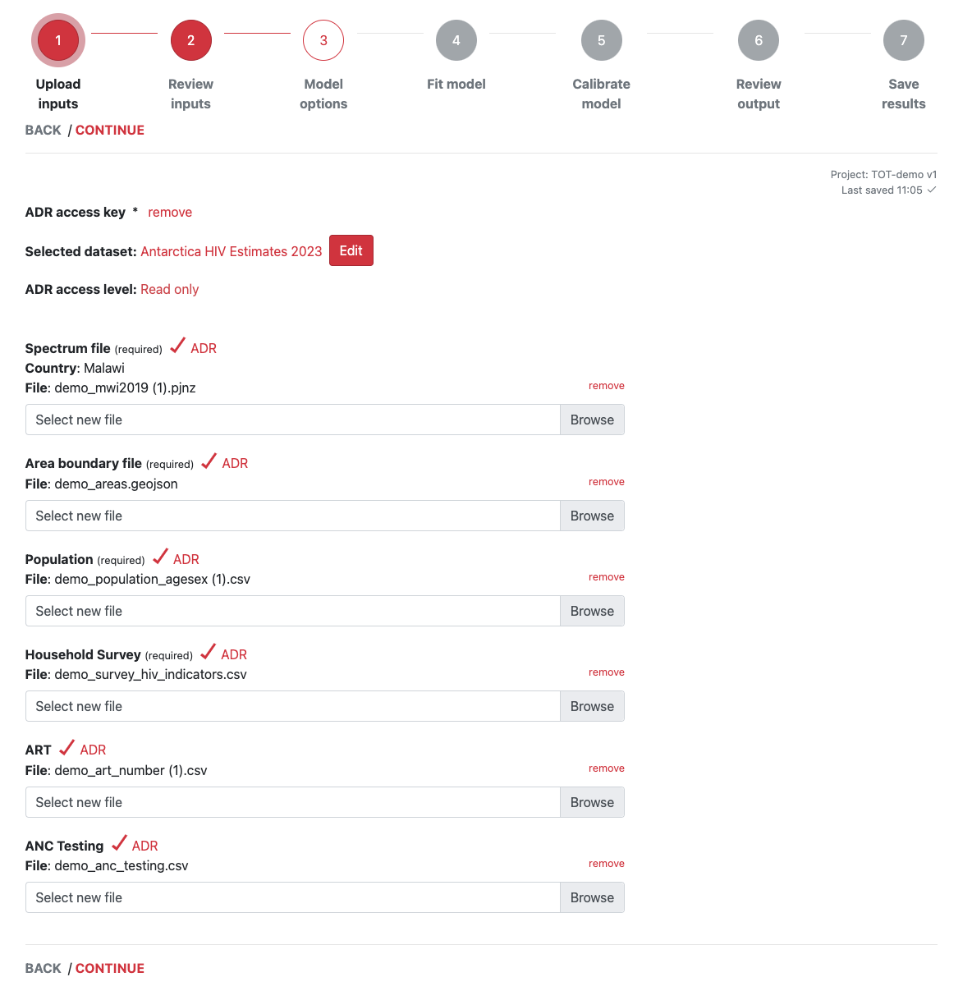 1 2 3 4 5 6 7
Upload inputs
Review inputs
Model options
Fit model
Calibrate model
Review output
Save results
BACK / CONTINUE
Project: TOT-demo v1
Last saved 11:05
ADR access key * remove
Selected dataset: Antarctica HIV Estimates 2023 Edit
ADR access level: Read only
Spectrum file (required) ADR
Country: Malawi
File: demo_mwi2019 (1).pjnz remove
Select new file Browse
Area boundary file (required) ADR
File: demo_areas.geojson remove
Select new file Browse
Population (required) ADR
File: demo_population_agesex (1).csv remove
Select new file Browse
Household Survey (required) ADR
File: demo_survey_hiv_indicators.csv remove
Select new file Browse
ART ADR
File: demo_art_number (1).csv remove
Select new file Browse
ANC Testing ADR
File: demo_anc_testing.csv remove
Select new file Browse
BACK / CONTINUE